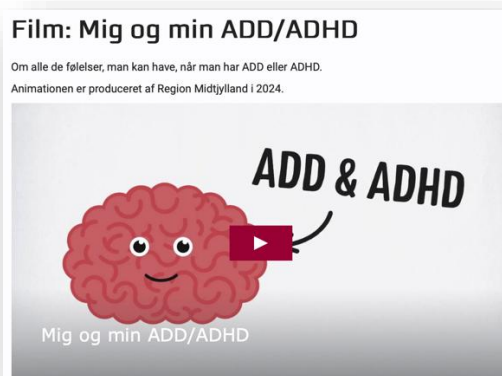 Film: Mig og min ADD/ADHD
Om alle de følelser, man kan have, når man har ADD eller ADHD.
Animationen er produceret af Region Midtjylland i 2024.
ADD & ADHD
Mig og min ADD/ADHD